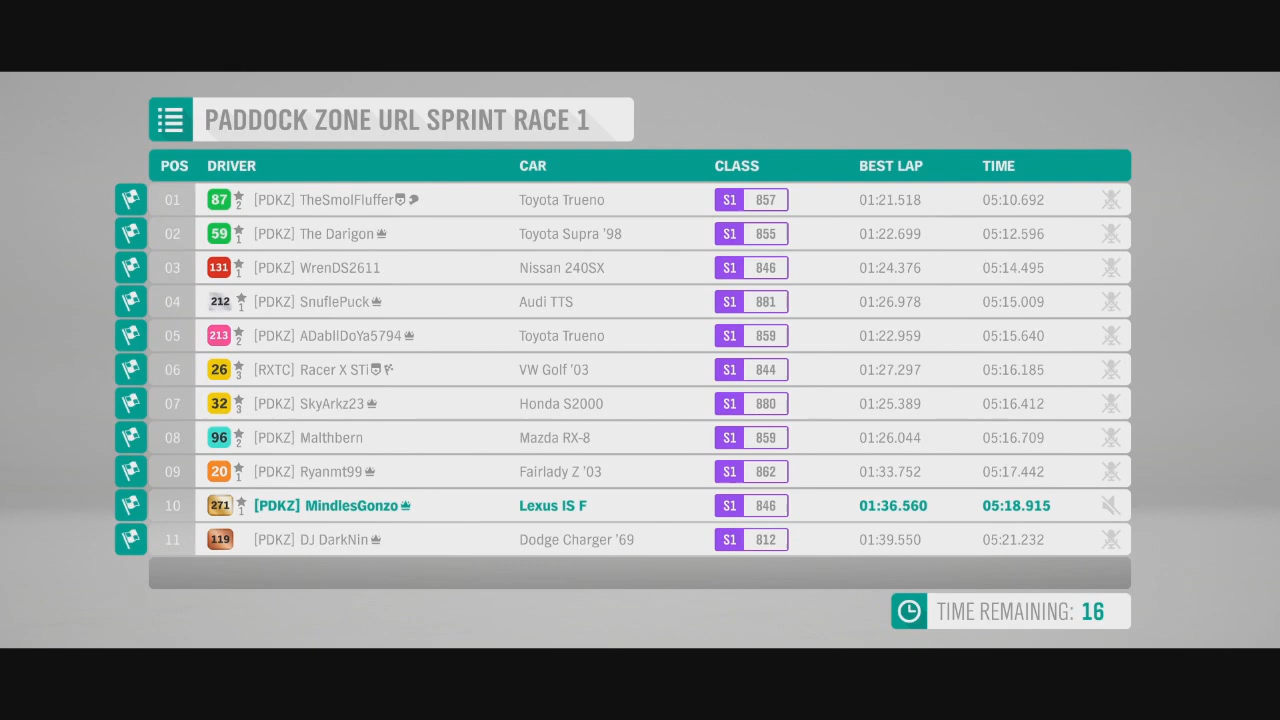 PADDOCK ZONE URL SPRINT RACE 1
POS DRIVER CAR CLASS BEST LAP TIME
01 87 2 [PDKZ] TheSmolFluffer Toyota Trueno S1 857 01:21.518 05:10.692
02 59 1 [PDKZ] The Darigon Toyota Supra '98 S1 855 01:22.699 05:12.596
03 131 1 [PDKZ] WrenDS2611 Nissan 240SX S1 846 01:24.376 05:14.495
04 212 1 [PDKZ] SnuflePuck Audi TTS S1 881 01:26.978 05:15.009
05 213 2 [PDKZ] ADabllDoYa5794 Toyota Trueno S1 859 01:22.959 05:15.640
06 26 3 [RXTC] Racer X STi VW Golf '03 S1 844 01:27.297 05:16.185
07 32 3 [PDKZ] SkyArkz23 Honda S2000 S1 880 01:25.389 05:16.412
08 96 2 [PDKZ] Malthbern Mazda RX-8 S1 859 01:26.044 05:16.709
09 20 1 [PDKZ] Ryanmt99 Fairlady Z '03 S1 862 01:33.752 05:17.442
10 271 1 [PDKZ] MindlesGonzo Lexus IS F S1 846 01:36.560 05:18.915
11 119 [PDKZ] DJ DarkNin Dodge Charger '69 S1 812 01:39.550 05:21.232
TIME REMAINING: 16